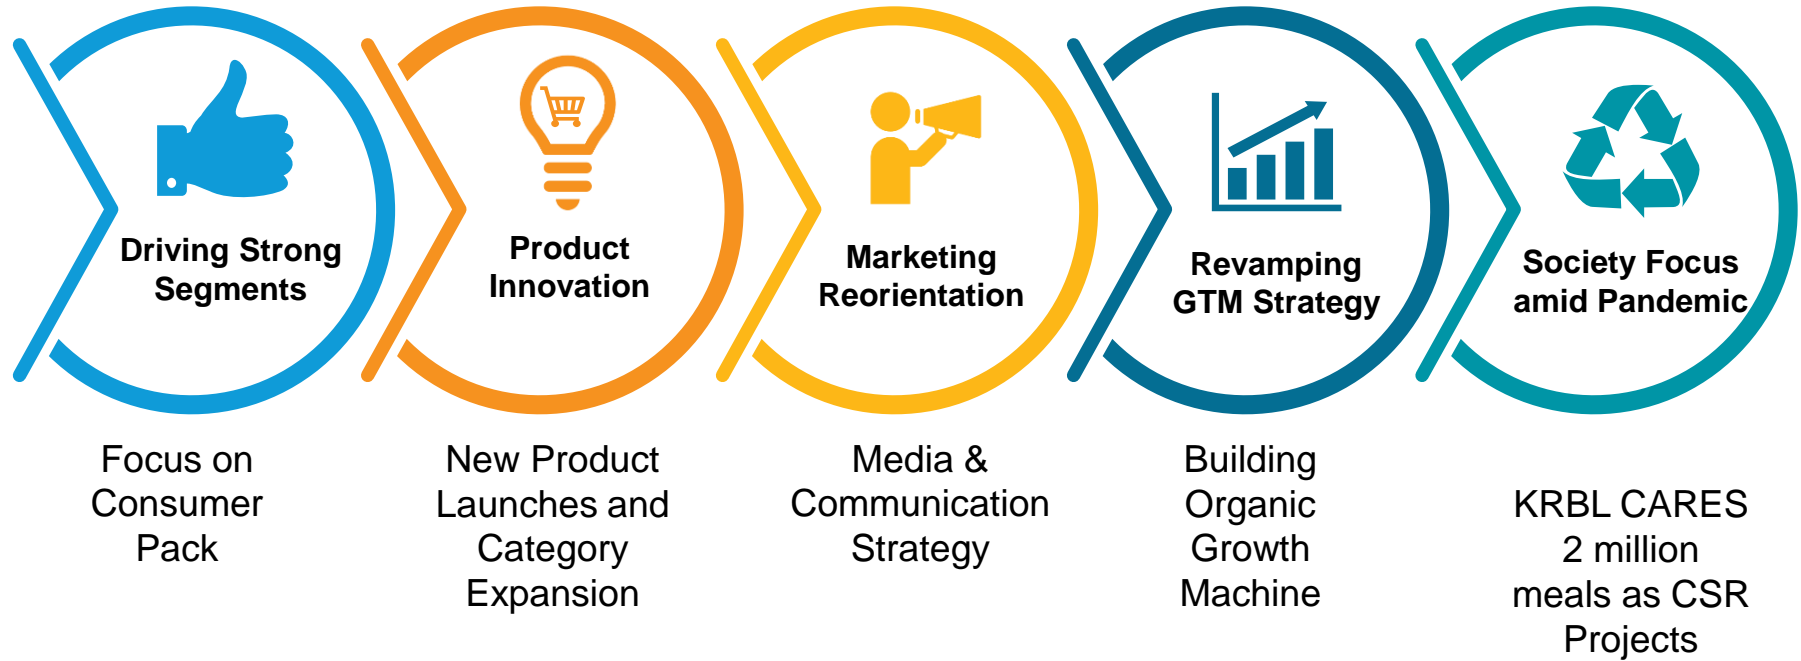 Driving Strong
Segments
Product
Innovation
Marketing
Reorientation
Revamping
GTM Strategy
Society Focus
amid Pandemic
Focus on
Consumer
Pack
New Product
Launches and
Category
Expansion
Media &
Communication
Strategy
Building
Organic
Growth
Machine
KRBL CARES
2 million
meals as CSR
Projects